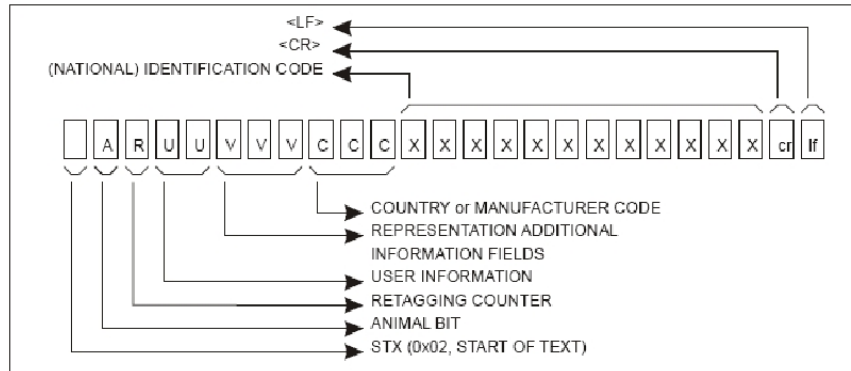 <LF>
<CR>
(NATIONAL) IDENTIFICATION CODE
A R U U V V V C C C X X X X X X X X X X X X cr lf
COUNTRY or MANUFACTURER CODE
REPRESENTATION ADDITIONAL
INFORMATION FIELDS
USER INFORMATION
RETAGGING COUNTER
ANIMAL BIT
STX (0x02, START OF TEXT)